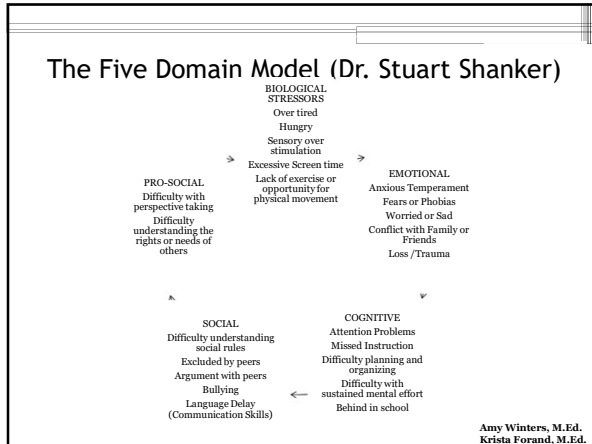 The Five Domain Model (Dr. Stuart Shanker)
BIOLOGICAL
STRESSORS
Over tired
Hungry
Sensory over
stimulation
Excessive Screen time
Lack of exercise or
opportunity for
physical movement
EMOTIONAL
Anxious Temperament
Fears or Phobias
Worried or Sad
Conflict with Family or
Friends
Loss /Trauma
COGNITIVE
Attention Problems
Missed Instruction
Difficulty planning and
organizing
Difficulty with
sustained mental effort
Behind in school
SOCIAL
Difficulty understanding
social rules
Excluded by peers
Argument with peers
Bullying
Language Delay
(Communication Skills)
PRO-SOCIAL
Difficulty with
perspective taking
Difficulty
understanding the
rights or needs of
others
Amy Winters, M.Ed.
Krista Forand, M.Ed.